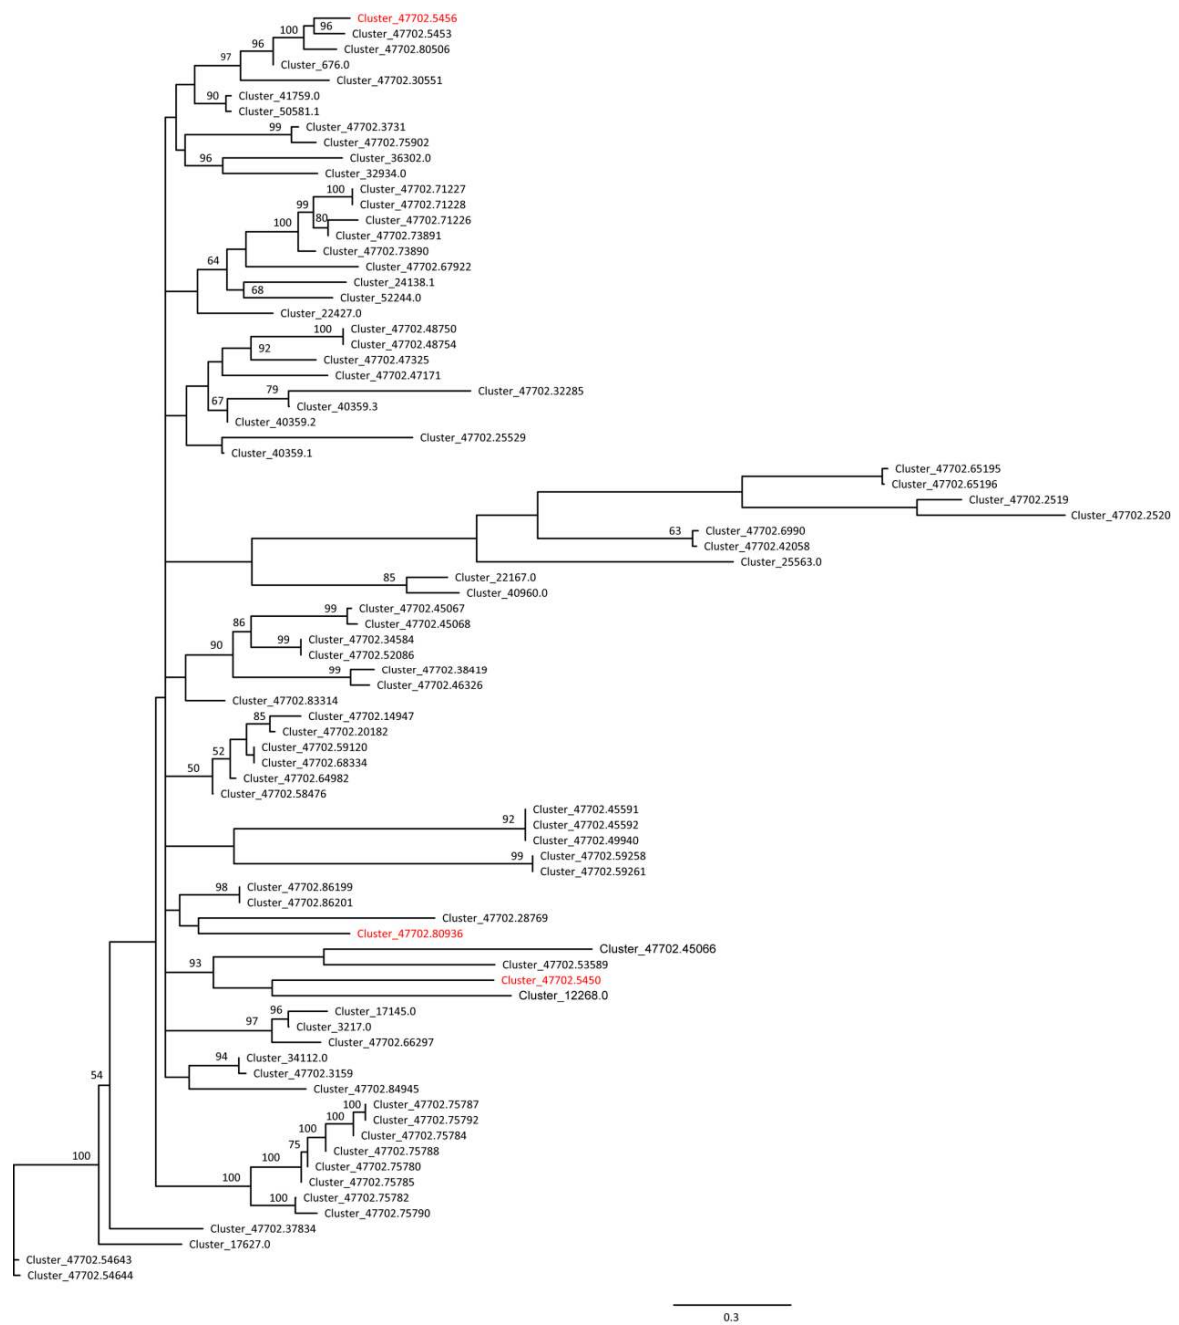 Cluster_47702.5456
100
96
Cluster_47702.5453
96
Cluster_47702.80506
97
Cluster_676.0
Cluster_47702.30551
90
Cluster_41759.0
Cluster_50581.1
99
Cluster_47702.3731
Cluster_47702.75902
96
Cluster_36302.0
Cluster_32934.0
100
Cluster_47702.71227
99
Cluster_47702.71228
100
80
Cluster_47702.71226
Cluster_47702.73891
Cluster_47702.73890
64
Cluster_47702.67922
Cluster_24138.1
68
Cluster_52244.0
Cluster_22427.0
100
Cluster_47702.48750
92
Cluster_47702.48754
Cluster_47702.47325
Cluster_47702.47171
79
Cluster_47702.32285
67
Cluster_40359.3
Cluster_40359.2
Cluster_47702.25529
Cluster_40359.1
Cluster_47702.65195
Cluster_47702.65196
Cluster_47702.2519
Cluster_47702.2520
63
Cluster_47702.6990
Cluster_47702.42058
Cluster_25563.0
85
Cluster_22167.0
Cluster_40960.0
99
Cluster_47702.45067
86
Cluster_47702.45068
99
Cluster_47702.34584
90
Cluster_47702.52086
99
Cluster_47702.38419
Cluster_47702.46326
Cluster_47702.83314
85
Cluster_47702.14947
Cluster_47702.20182
52
Cluster_47702.59120
50
Cluster_47702.68334
Cluster_47702.64982
Cluster_47702.58476
Cluster_47702.45591
92
Cluster_47702.45592
Cluster_47702.49940
99
Cluster_47702.59258
Cluster_47702.59261
98
Cluster_47702.86199
Cluster_47702.86201
Cluster_47702.28769
Cluster_47702.80936
Cluster_47702.45066
93
Cluster_47702.53589
Cluster_47702.5450
Cluster_12268.0
96
Cluster_17145.0
97
Cluster_3217.0
Cluster_47702.66297
94
Cluster_34112.0
Cluster_47702.3159
54
Cluster_47702.84945
100
Cluster_47702.75787
100
Cluster_47702.75792
100
Cluster_47702.75784
75
Cluster_47702.75788
100
Cluster_47702.75780
100
100
Cluster_47702.75785
100
Cluster_47702.75782
Cluster_47702.75790
Cluster_47702.37834
Cluster_17627.0
Cluster_47702.54643
Cluster_47702.54644
0.3